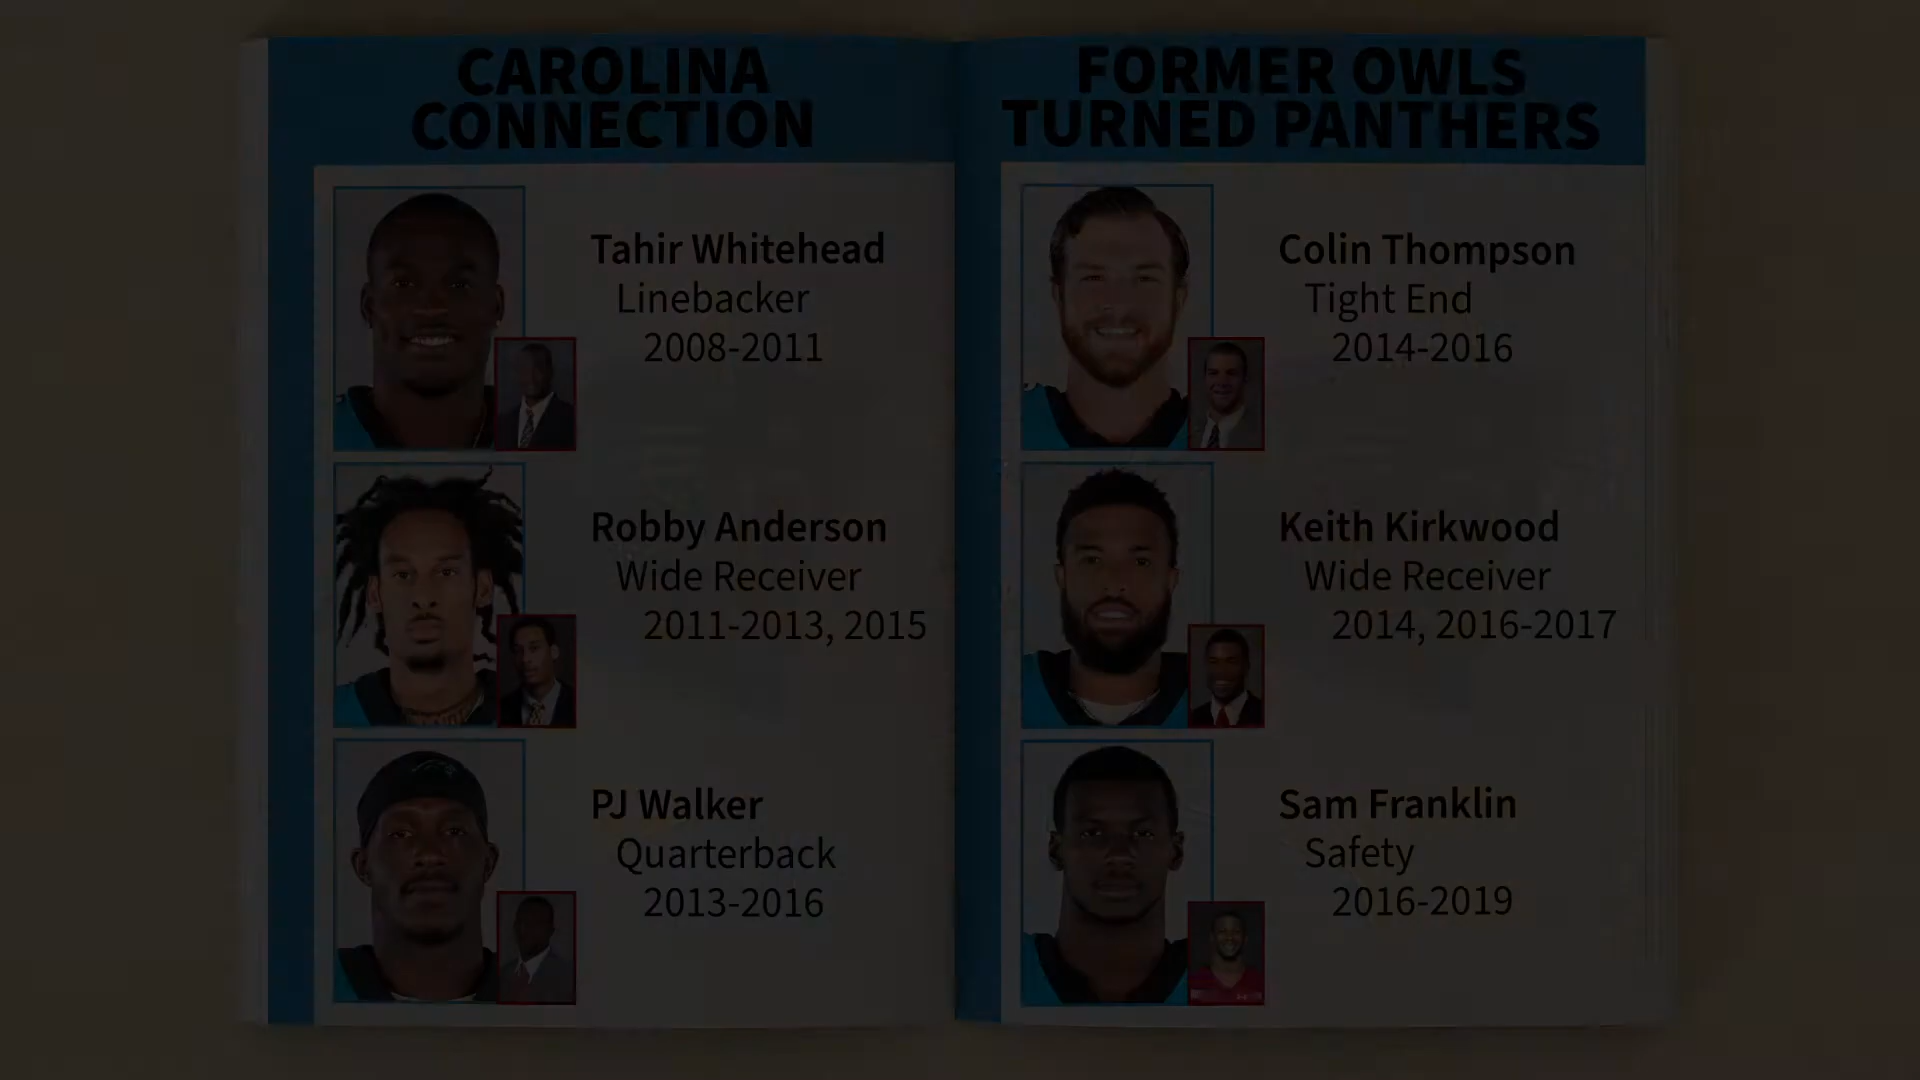 CAROLINA
CONNECTION
Tahir Whitehead
Linebacker
2008-2011
Robby Anderson
Wide Receiver
2011-2013, 2015
PJ Walker
Quarterback
2013-2016
FORMER OWLS
TURNED PANTHERS
Colin Thompson
Tight End
2014-2016
Keith Kirkwood
Wide Receiver
2014, 2016-2017
Sam Franklin
Safety
2016-2019